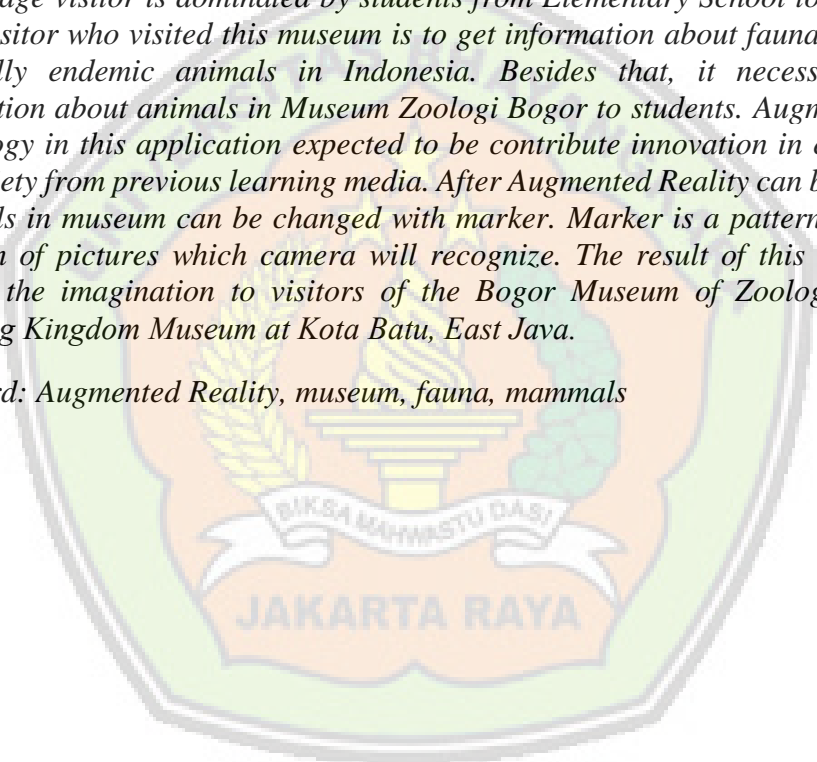 age visitor is dominated by students from Elementary School to
sitor who visited this museum is to get information about fauna
lly endemic animals in Indonesia. Besides that, it necess
tion about animals in Museum Zoologi Bogor to students. Augm
ogy in this application expected to be contribute innovation in
ety from previous learning media. After Augmented Reality can b
ls in museum can be changed with marker. Marker is a pattern
n of pictures which camera will recognize. The result of this
the imagination to visitors of the Bogor Museum of Zoolog
g Kingdom Museum at Kota Batu, East Java.
rd: Augmented Reality, museum, fauna, mammals
BIKSA MAHWASTU DASI
JAKARTA RAYA